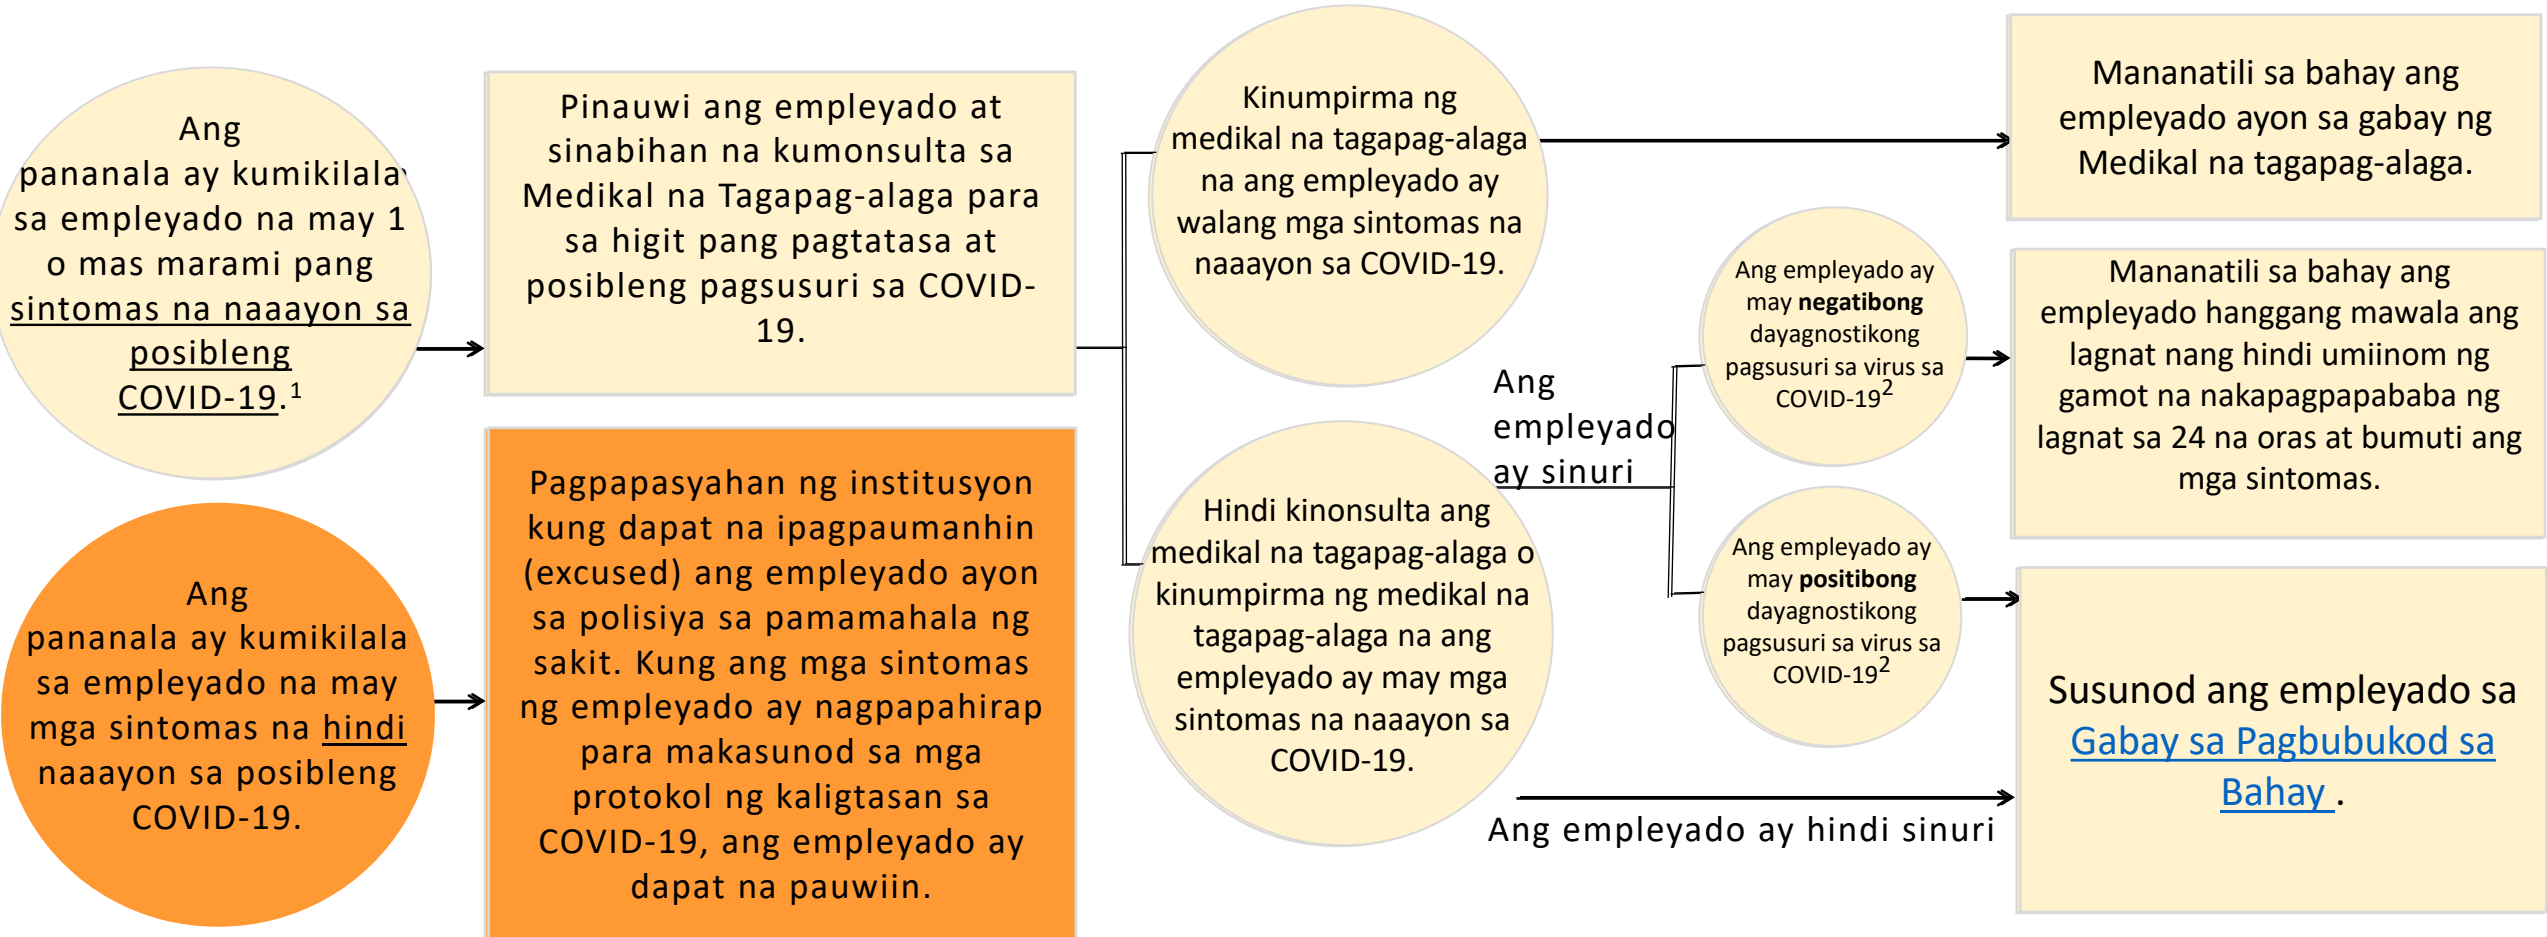 Ang
pananala ay kumikilala
sa empleyado na may 1
o mas marami pang
sintomas na naaayon sa
posibleng
COVID-19.¹
Pinauwi ang empleyado at
sinabihan na kumonsulta sa
Medikal na Tagapag-alaga para
sa higit pang pagtatasa at
posibleng pagsusuri sa COVID-
19.
Kinumpirma ng
medikal na tagapag-alaga
na ang empleyado ay
walang mga sintomas na
naaayon sa COVID-19.
Mananatili sa bahay ang
empleyado ayon sa gabay ng
Medikal na tagapag-alaga.
Hindi kinonsulta ang
medikal na tagapag-alaga o
kinumpirma ng medikal na
tagapag-alaga na ang
empleyado ay may mga
sintomas na naaayon sa
COVID-19.
Ang
empleyado
ay sinuri
Ang empleyado ay
may negatibong
dayagnostikong
pagsusuri sa virus sa
COVID-19²
Mananatili sa bahay ang
empleyado hanggang mawala ang
lagnat nang hindi umiinom ng
gamot na nakapagpapababa ng
lagnat sa 24 na oras at bumuti ang
mga sintomas.
Ang empleyado ay
may positibong
dayagnostikong
pagsusuri sa virus sa
COVID-19²
Susunod ang empleyado sa
Gabay sa Pagbubukod sa
Bahay .
Ang empleyado ay hindi sinuri
Ang
pananala ay kumikilala
sa empleyado na may
mga sintomas na hindi
naaayon sa posibleng
COVID-19.
Pagpapasyahan ng institusyon
kung dapat na ipagpaumanhin
(excused) ang empleyado ayon
sa polisiya sa pamamahala ng
sakit. Kung ang mga sintomas
ng empleyado ay nagpapahirap
para makasunod sa mga
protokol ng kaligtasan sa
COVID-19, ang empleyado ay
dapat na pauwiin.